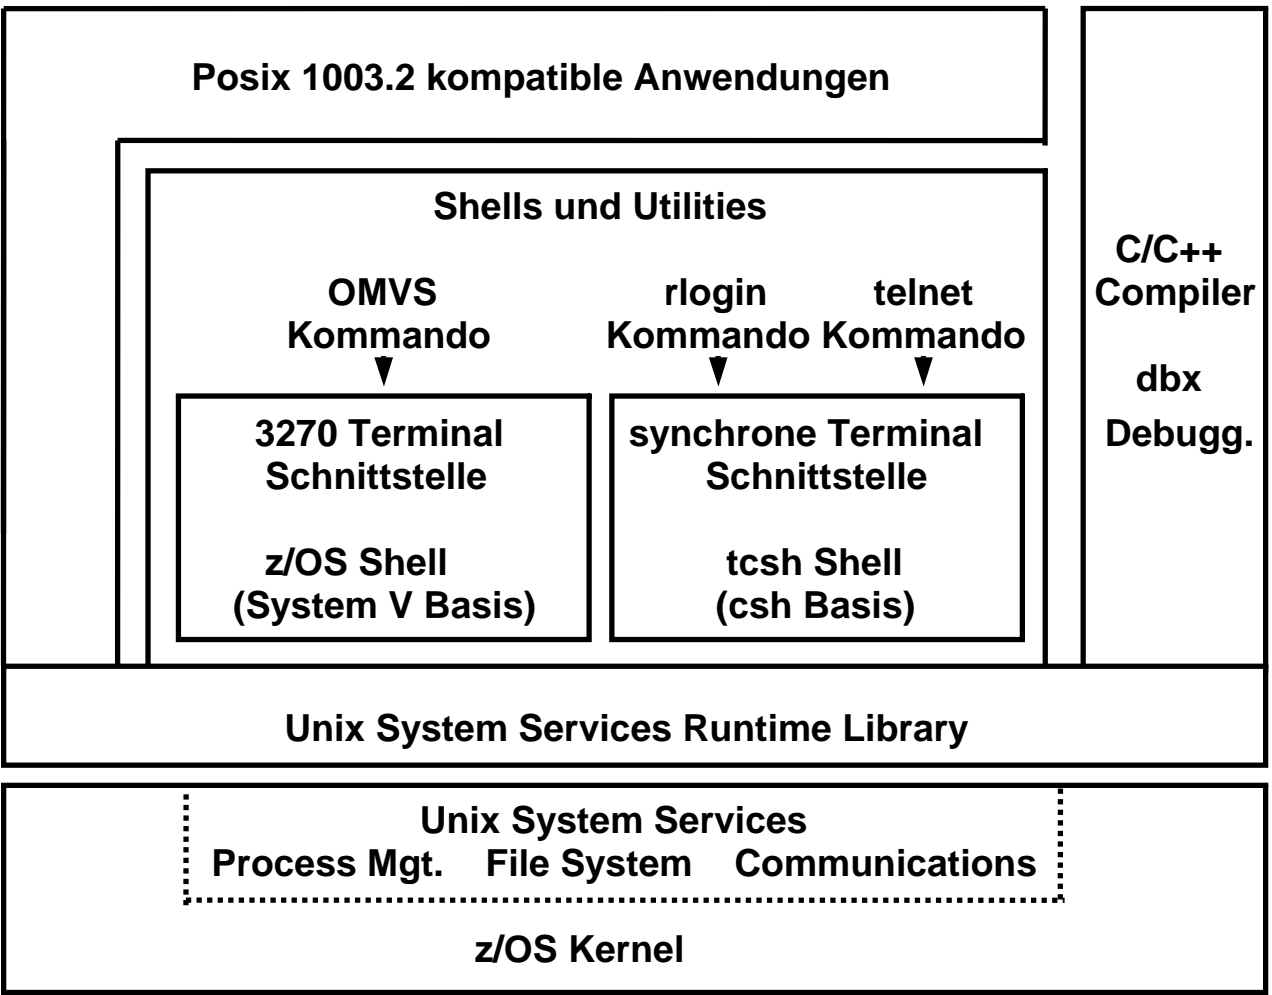 Posix 1003.2 kompatible Anwendungen
Shells und Utilities
OMVS
Kommando
rlogin
Kommando
telnet
Kommando
3270 Terminal
Schnittstelle
z/OS Shell
(System V Basis)
synchrone Terminal
Schnittstelle
tcsh Shell
(csh Basis)
C/C++
Compiler
dbx
Debugg.
Unix System Services Runtime Library
Unix System Services
Process Mgt. File System Communications
z/OS Kernel